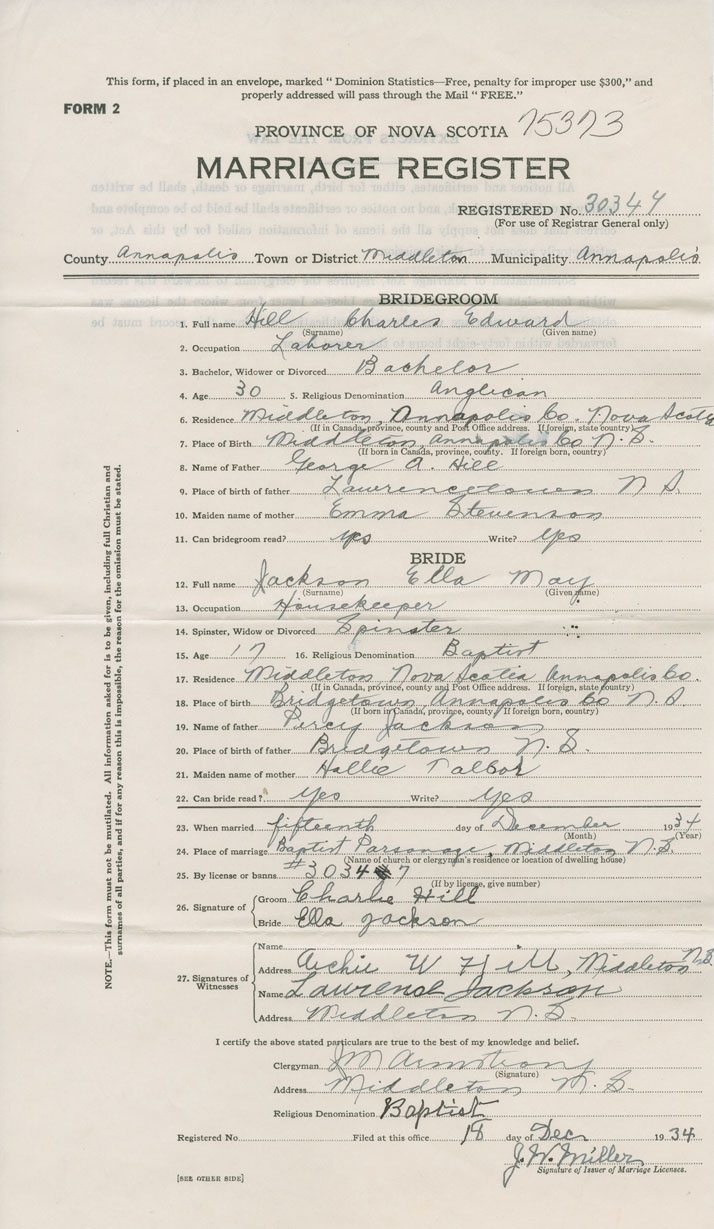 This form, if placed in an envelope, marked " Dominion Statistics—Free, penalty for improper use $300," and
properly addressed will pass through the Mail " FREE."
FORM 2
PROVINCE OF NOVA SCOTIA 15373
MARRIAGE REGISTER
REGISTERED No. 30347
(For use of Registrar General only)
County Annapolis Town or District Middleton Municipality Annapolis
BRIDEGROOM
1. Full name Hill Charles Edward
(Surname) (Given name)
2. Occupation Laborer
3. Bachelor, Widower or Divorced Bachelor
4. Age 30 5. Religious Denomination Anglican
6. Residence Middleton, Annapolis Co. Nova Scotia
(If in Canada, province, county and Post Office address. If foreign, state country)
7. Place of Birth Middleton, Annapolis Co N.S.
(If born in Canada, province, county. If foreign born, country)
8. Name of Father George A. Hill
9. Place of birth of father Lawrencetown N S.
10. Maiden name of mother Emma Stevenson
11. Can bridegroom read? yes Write? yes
BRIDE
12. Full name Jackson Ella May
(Surname) (Given name)
13. Occupation Housekeeper
14. Spinster, Widow or Divorced Spinster
15. Age 17 16. Religious Denomination Baptist
17. Residence Middleton, Nova Scotia Annapolis Co.
(If in Canada, province, county and Post Office address. If foreign, state country)
18. Place of birth Bridgetown Annapolis Co N.S.
(If born in Canada, province, county. If foreign born, country)
19. Name of father Percy Jackson
20. Place of birth of father Bridgetown N.S.
21. Maiden name of mother Hallie Talbot
22. Can bride read? Yes Write? Yes
23. When married fifteenth day of December 1934
(Month) (Year)
24. Place of marriage Baptist Parsonage, Middleton N.S.
(Name of church or clergyman's residence or location of dwelling house)
25. By license or banns #30347
(If by license, give number)
26. Signature of Groom Charlie Hill
Bride Ella Jackson
27. Signatures of Witnesses
Name
Address Archie W Hill, Middleton N.S.
Name Laurence Jackson
Address Middleton N.S.
I certify the above stated particulars are true to the best of my knowledge and belief.
Clergyman J M Armstrong
(Signature)
Address Middleton N.S.
Religious Denomination Baptist
Registered No. Filed at this office 18 day of Dec 1934
J. W. Miller
Signature of Issuer of Marriage Licenses.
[SEE OTHER SIDE]
NOTE.—This form must not be mutilated. All information asked for is to be given, including full Christian and
surnames of all parties, and if for any reason this is impossible, the reason for the omission must be stated.